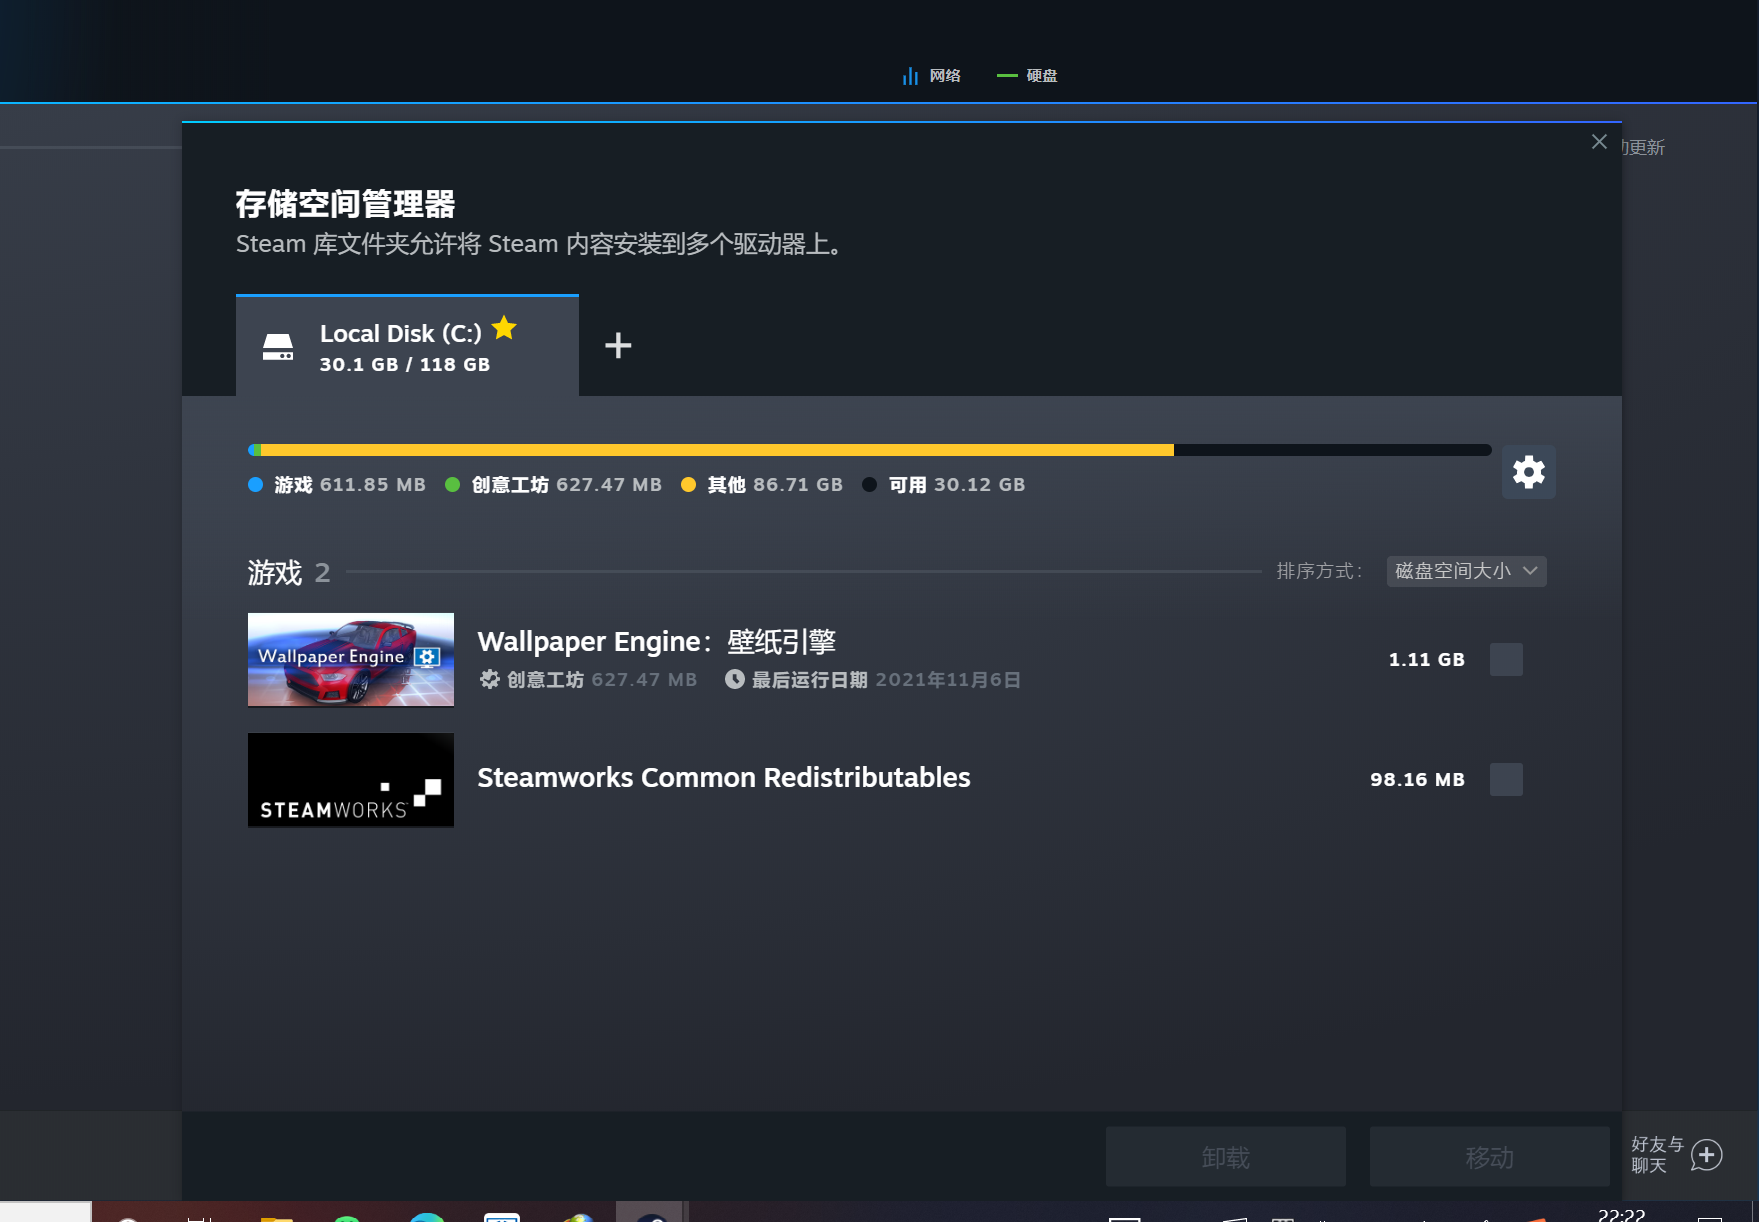 网络
硬盘
更新
存储空间管理器
Steam 库文件夹允许将 Steam 内容安装到多个驱动器上。
Local Disk (C:)
30.1 GB / 118 GB
游戏 611.85 MB 创意工坊 627.47 MB 其他 86.71 GB 可用 30.12 GB
游戏 2
排序方式：
磁盘空间大小
Wallpaper Engine
Wallpaper Engine：壁纸引擎
创意工坊 627.47 MB 最后运行日期 2021年11月6日
1.11 GB
STEAMWORKS
Steamworks Common Redistributables
98.16 MB
卸载
移动
好友与
聊天
22:22